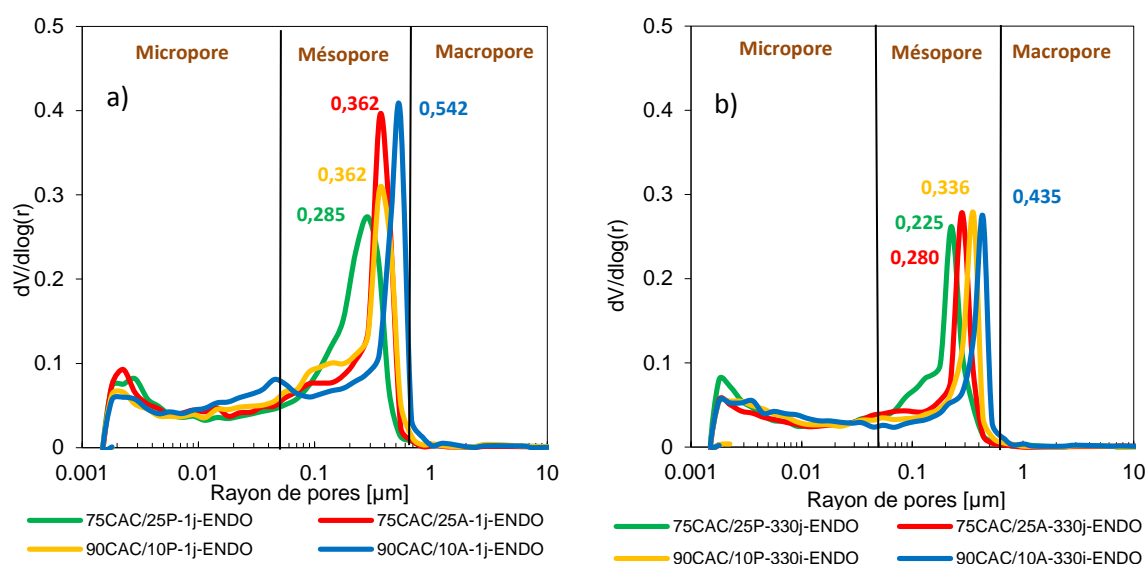 a)
Micropore Mésopore Macropore
0,362 0,542
0,362
0,285
dV/dlog(r)
0.5
0.4
0.3
0.2
0.1
0
0.001 0.01 0.10 1 10
Rayon de pores [µm]
75CAC/25P-1j-ENDO 75CAC/25A-1j-ENDO
90CAC/10P-1j-ENDO 90CAC/10A-1j-ENDO
b)
Micropore Mésopore Macropore
0,336 0,435
0,225
0,280
dV/dlog(r)
0.5
0.4
0.3
0.2
0.1
0
0.001 0.01 0.10 1 10
Rayon de pores [µm]
75CAC/25P-330j-ENDO 75CAC/25A-330j-ENDO
90CAC/10P-330j-ENDO 90CAC/10A-330j-ENDO